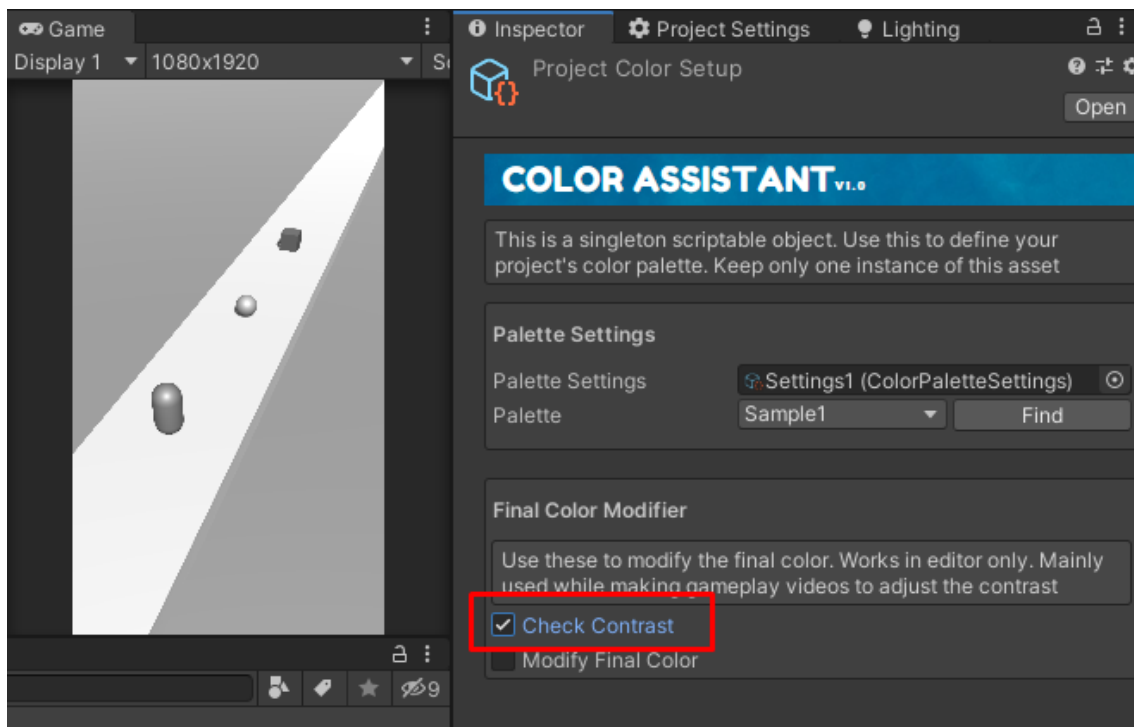 Game
Inspector
Project Settings
Lighting
Display 1
1080x1920
Project Color Setup
Open
COLOR ASSISTANT V1.0
This is a singleton scriptable object. Use this to define your
project's color palette. Keep only one instance of this asset
Palette Settings
Palette Settings
Settings1 (ColorPaletteSettings)
Palette
Sample1
Find
Final Color Modifier
Use these to modify the final color. Works in editor only. Mainly
used while making gameplay videos to adjust the contrast
Check Contrast
Modify Final Color
9